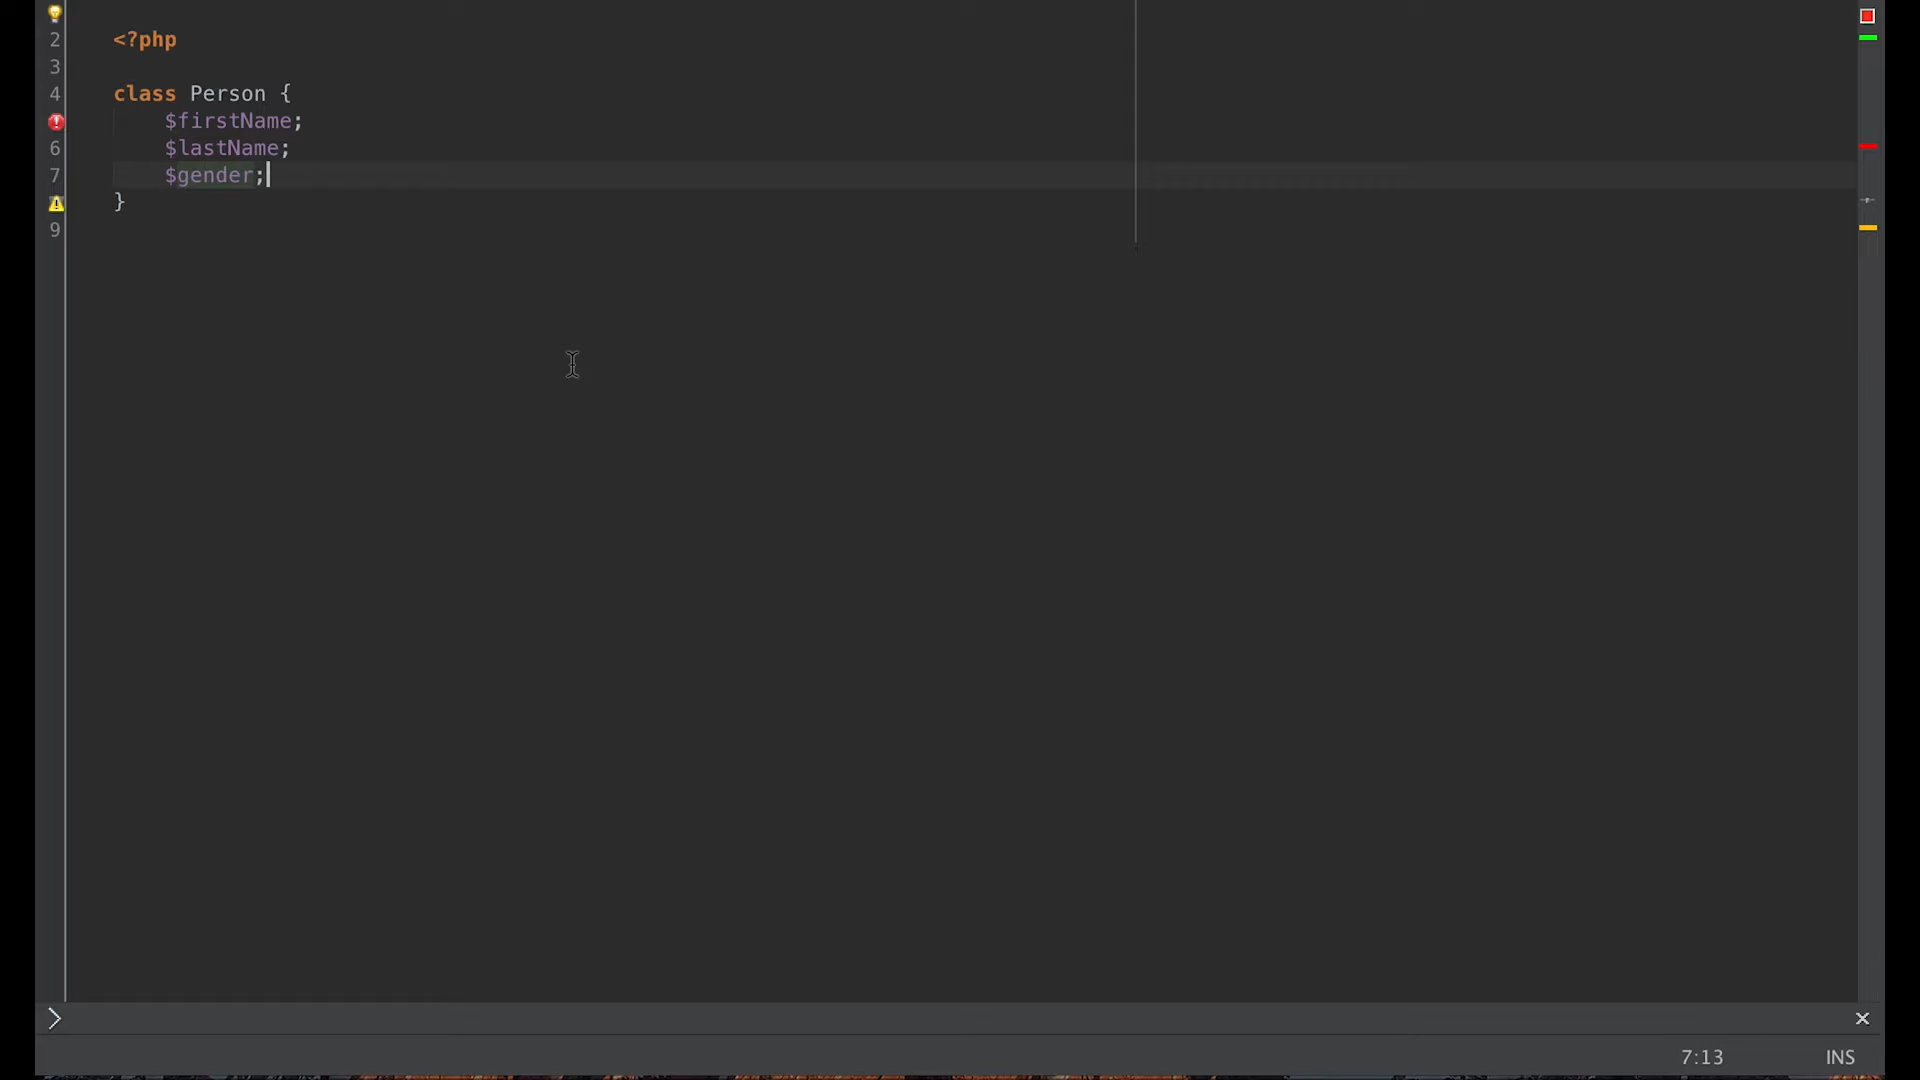 2 <?php
3
4 class Person {
$firstName;
6 $lastName;
7 $gender;
}
9
7:13 INS